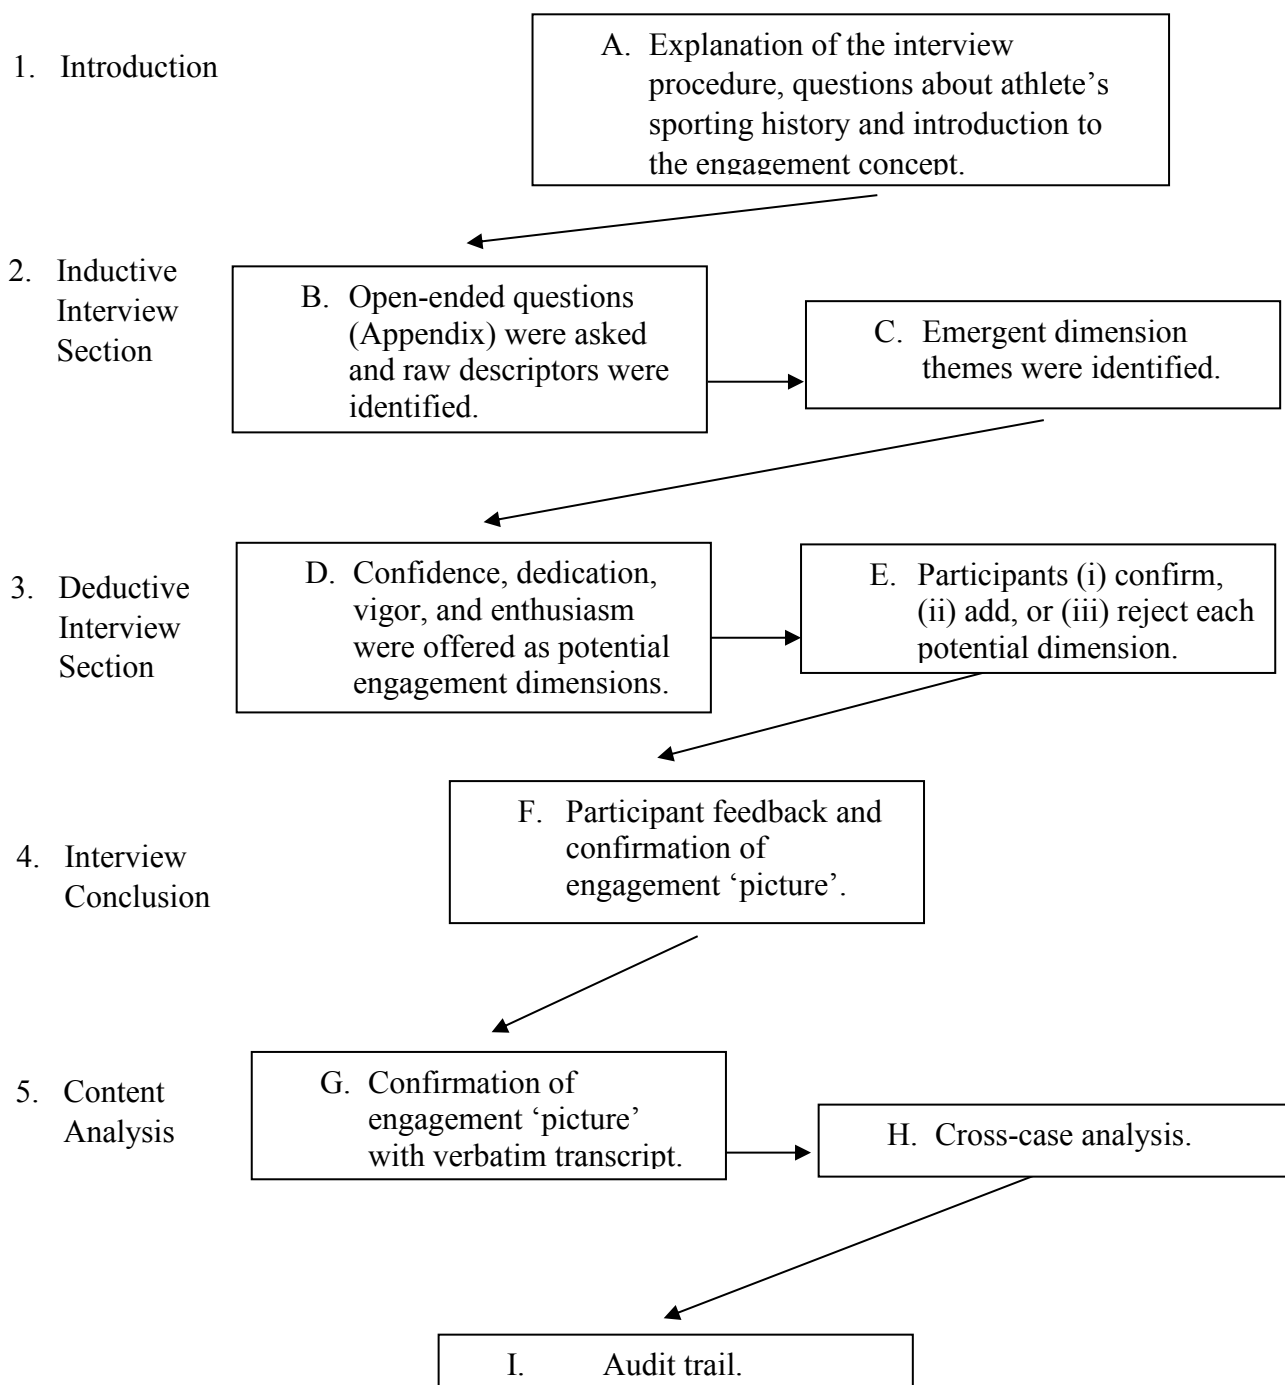 1. Introduction
A. Explanation of the interview
procedure, questions about athlete’s
sporting history and introduction to
the engagement concept.
2. Inductive
Interview
Section
B. Open-ended questions
(Appendix) were asked
and raw descriptors were
identified.
C. Emergent dimension
themes were identified.
3. Deductive
Interview
Section
D. Confidence, dedication,
vigor, and enthusiasm
were offered as potential
engagement dimensions.
E. Participants (i) confirm,
(ii) add, or (iii) reject each
potential dimension.
4. Interview
Conclusion
F. Participant feedback and
confirmation of
engagement ‘picture’.
5. Content
Analysis
G. Confirmation of
engagement ‘picture’
with verbatim transcript.
H. Cross-case analysis.
I. Audit trail.